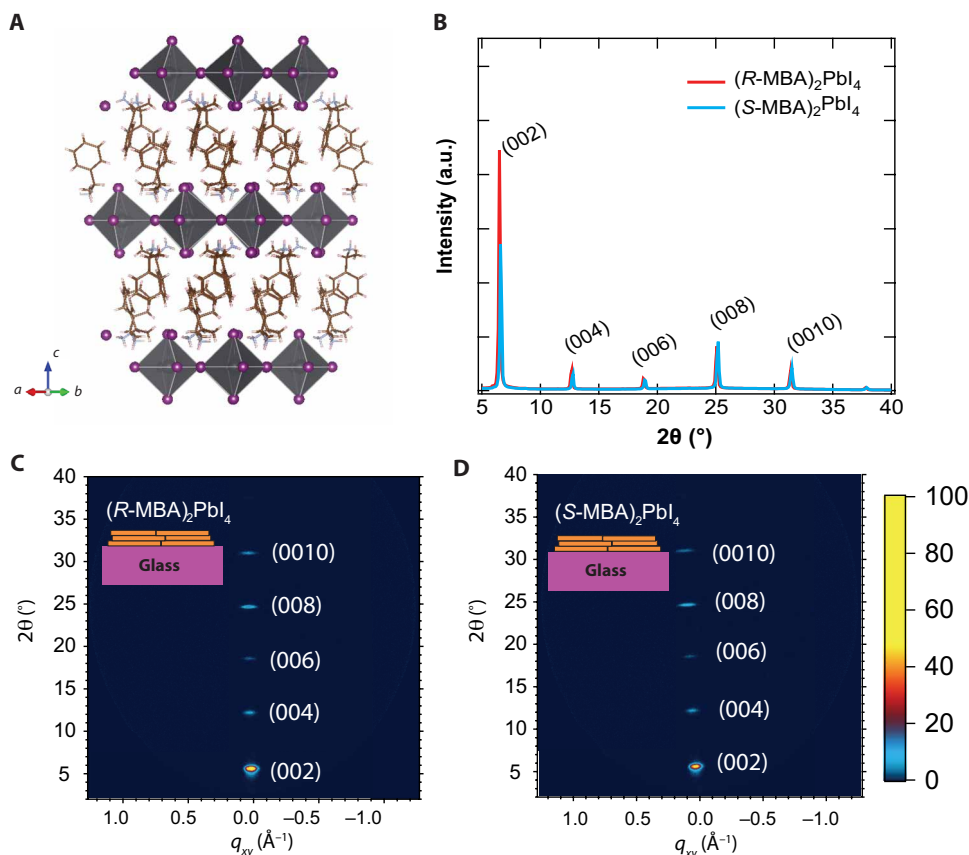 A
c
a
b
B
Intensity (a.u.)
(R-MBA)₂PbI₄
(S-MBA)₂PbI₄
(002)
(004)
(006)
(008)
(0010)
5 10 15 20 25 30 35 40
2θ (°)
C
2θ (°)
40
35
30
25
20
15
10
5
(R-MBA)₂PbI₄
Glass
(0010)
(008)
(006)
(004)
(002)
1.0 0.5 0.0 –0.5 –1.0
qxy (Å⁻¹)
D
2θ (°)
40
35
30
25
20
15
10
5
(S-MBA)₂PbI₄
Glass
(0010)
(008)
(006)
(004)
(002)
1.0 0.5 0.0 –0.5 –1.0
qxy (Å⁻¹)
100
80
60
40
20
0